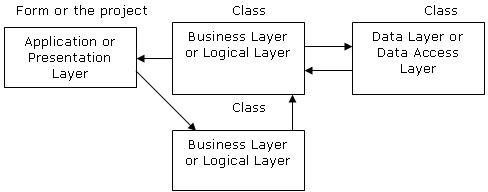 Form or the project
Class
Class
Application or
Presentation
Layer
Business Layer
or Logical Layer
Data Layer or
Data Access
Layer
Class
Business Layer
or Logical Layer